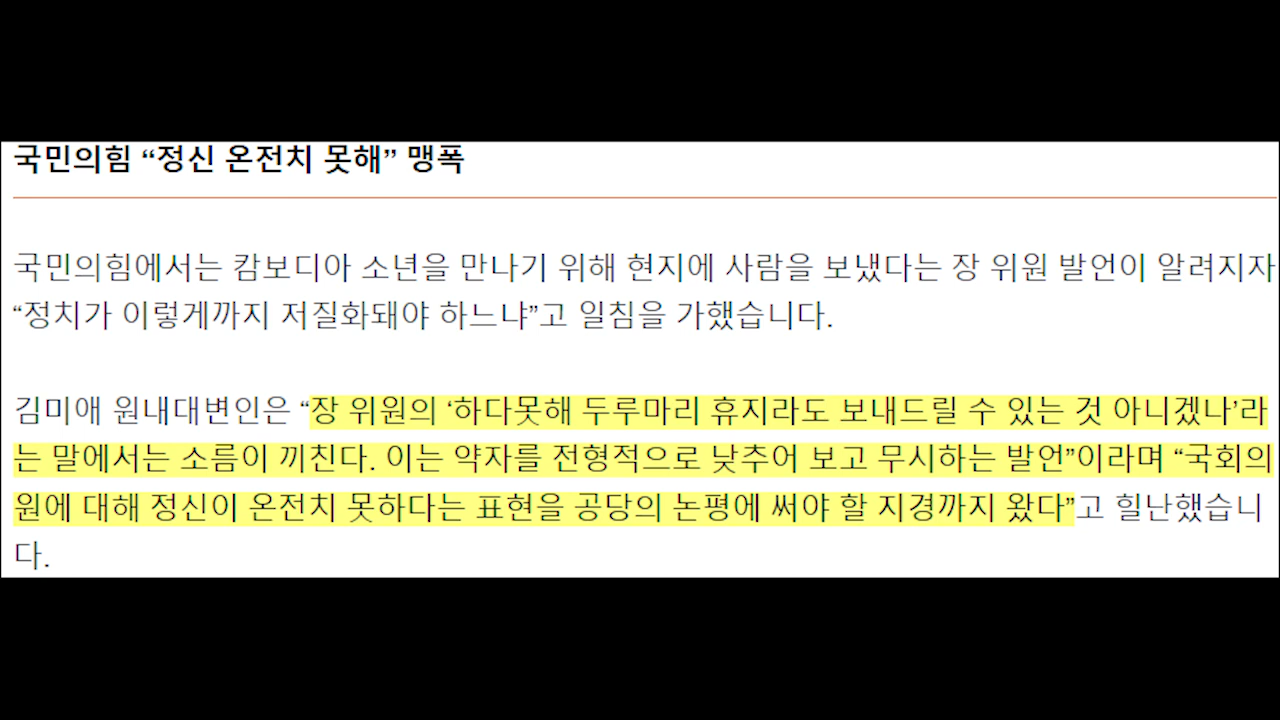 국민의힘 “정신 온전치 못해” 맹폭
국민의힘에서는 캄보디아 소년을 만나기 위해 현지에 사람을 보냈다는 장 위원 발언이 알려지자
“정치가 이렇게까지 저질화돼야 하느냐”고 일침을 가했습니다.
김미애 원내대변인은 “장 위원의 ‘하다못해 두루마리 휴지라도 보내드릴 수 있는 것 아니겠나’라
는 말에서는 소름이 끼친다. 이는 약자를 전형적으로 낮추어 보고 무시하는 발언”이라며 “국회의
원에 대해 정신이 온전치 못하다는 표현을 공당의 논평에 써야 할 지경까지 왔다”고 힐난했습니
다.